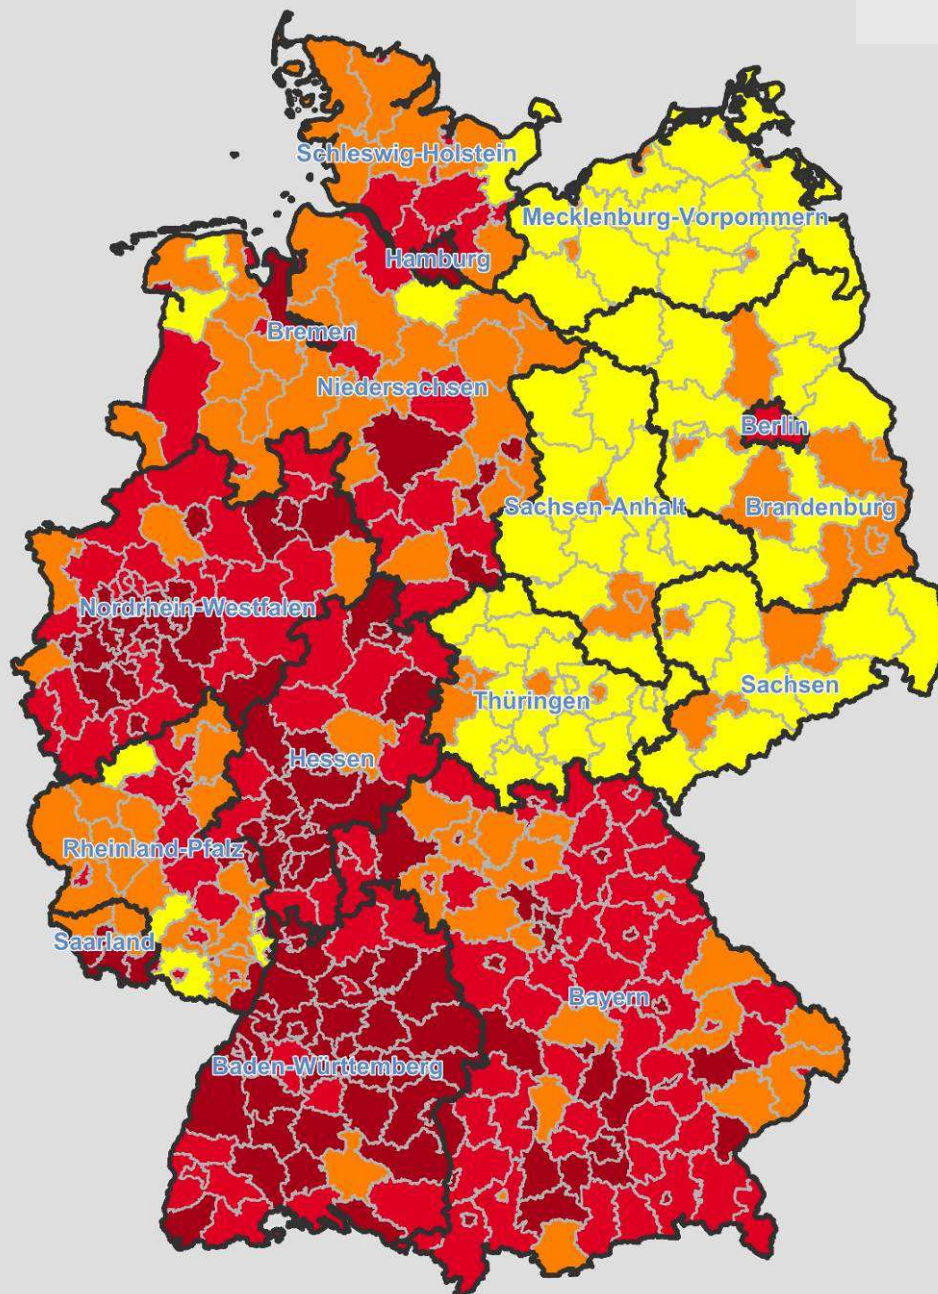 Schleswig-Holstein
Mecklenburg-Vorpommern
Hamburg
Bremen
Niedersachsen
Berlin
Sachsen-Anhalt
Brandenburg
Nordrhein-Westfalen
Thüringen
Sachsen
Hessen
Rheinland-Pfalz
Saarland
Bayern
Baden-Württemberg